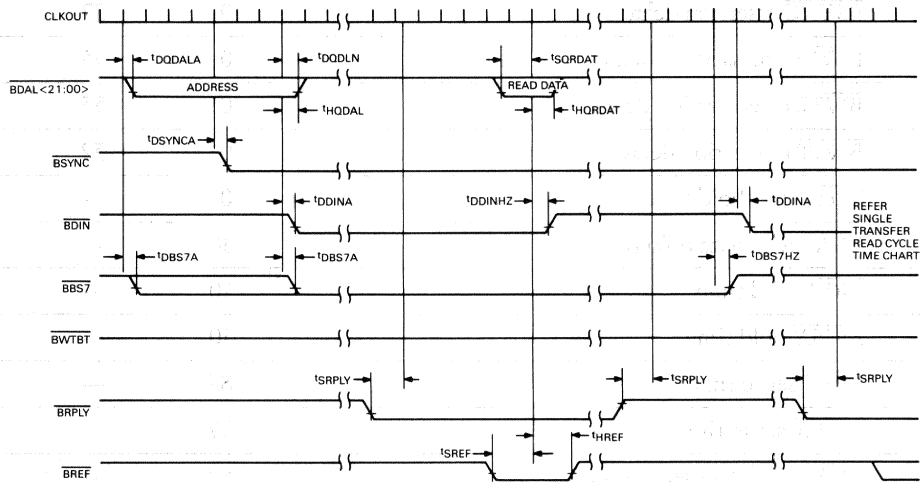 CLKOUT
tDQDALA
tDQDLN
tSQRDAT
BDAL<21:00>
ADDRESS
READ DATA
tHQDAL
tHQRDAT
tDSYNCA
BSYNC
tDDINA
tDDINHZ
tDDINA
BDIN
REFER
SINGLE
TRANSFER
READ CYCLE
TIME CHART
tDBS7A
tDBS7A
tDBS7HZ
BBS7
BWTBT
tSRPLY
tSRPLY
tSRPLY
BRPLY
tSREF
tHREF
BREF